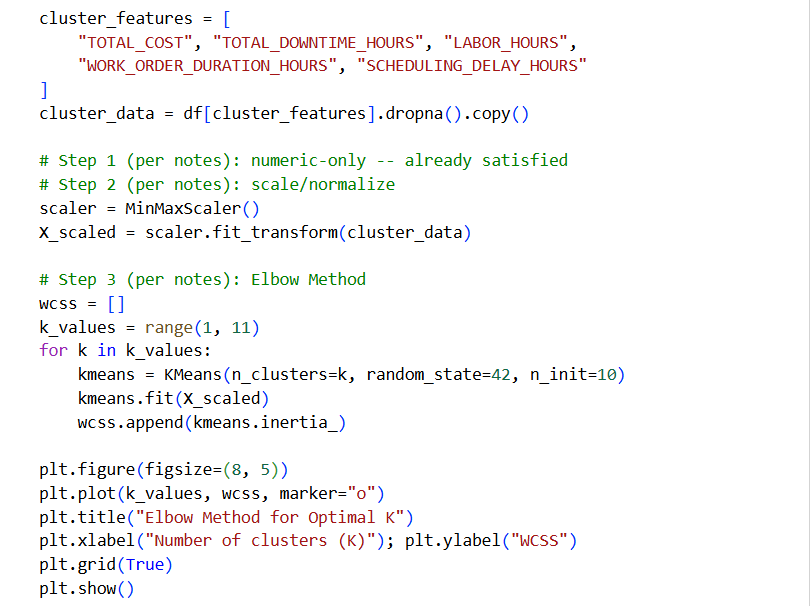 cluster_features = [
    "TOTAL_COST", "TOTAL_DOWNTIME_HOURS", "LABOR_HOURS",
    "WORK_ORDER_DURATION_HOURS", "SCHEDULING_DELAY_HOURS"
]
cluster_data = df[cluster_features].dropna().copy()

# Step 1 (per notes): numeric-only -- already satisfied
# Step 2 (per notes): scale/normalize
scaler = MinMaxScaler()
X_scaled = scaler.fit_transform(cluster_data)

# Step 3 (per notes): Elbow Method
wcss = []
k_values = range(1, 11)
for k in k_values:
    kmeans = KMeans(n_clusters=k, random_state=42, n_init=10)
    kmeans.fit(X_scaled)
    wcss.append(kmeans.inertia_)

plt.figure(figsize=(8, 5))
plt.plot(k_values, wcss, marker="o")
plt.title("Elbow Method for Optimal K")
plt.xlabel("Number of clusters (K)"); plt.ylabel("WCSS")
plt.grid(True)
plt.show()